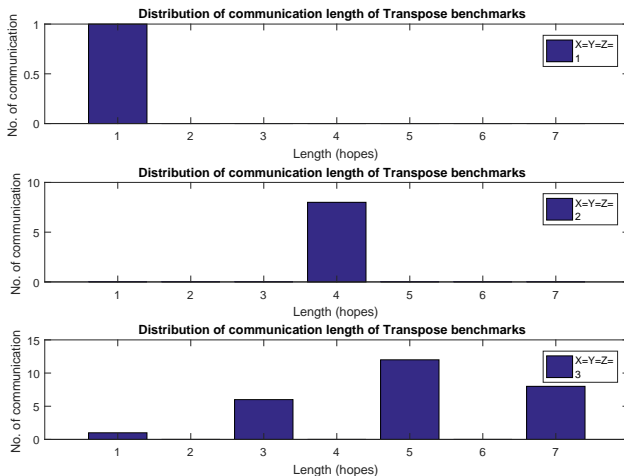 Distribution of communication length of Transpose benchmarks
No. of communication
1
0.5
0
X=Y=Z=
1
1 2 3 4 5 6 7
Length (hopes)
Distribution of communication length of Transpose benchmarks
No. of communication
10
5
0
X=Y=Z=
2
1 2 3 4 5 6 7
Length (hopes)
Distribution of communication length of Transpose benchmarks
No. of communication
15
10
5
0
X=Y=Z=
3
1 2 3 4 5 6 7
Length (hopes)